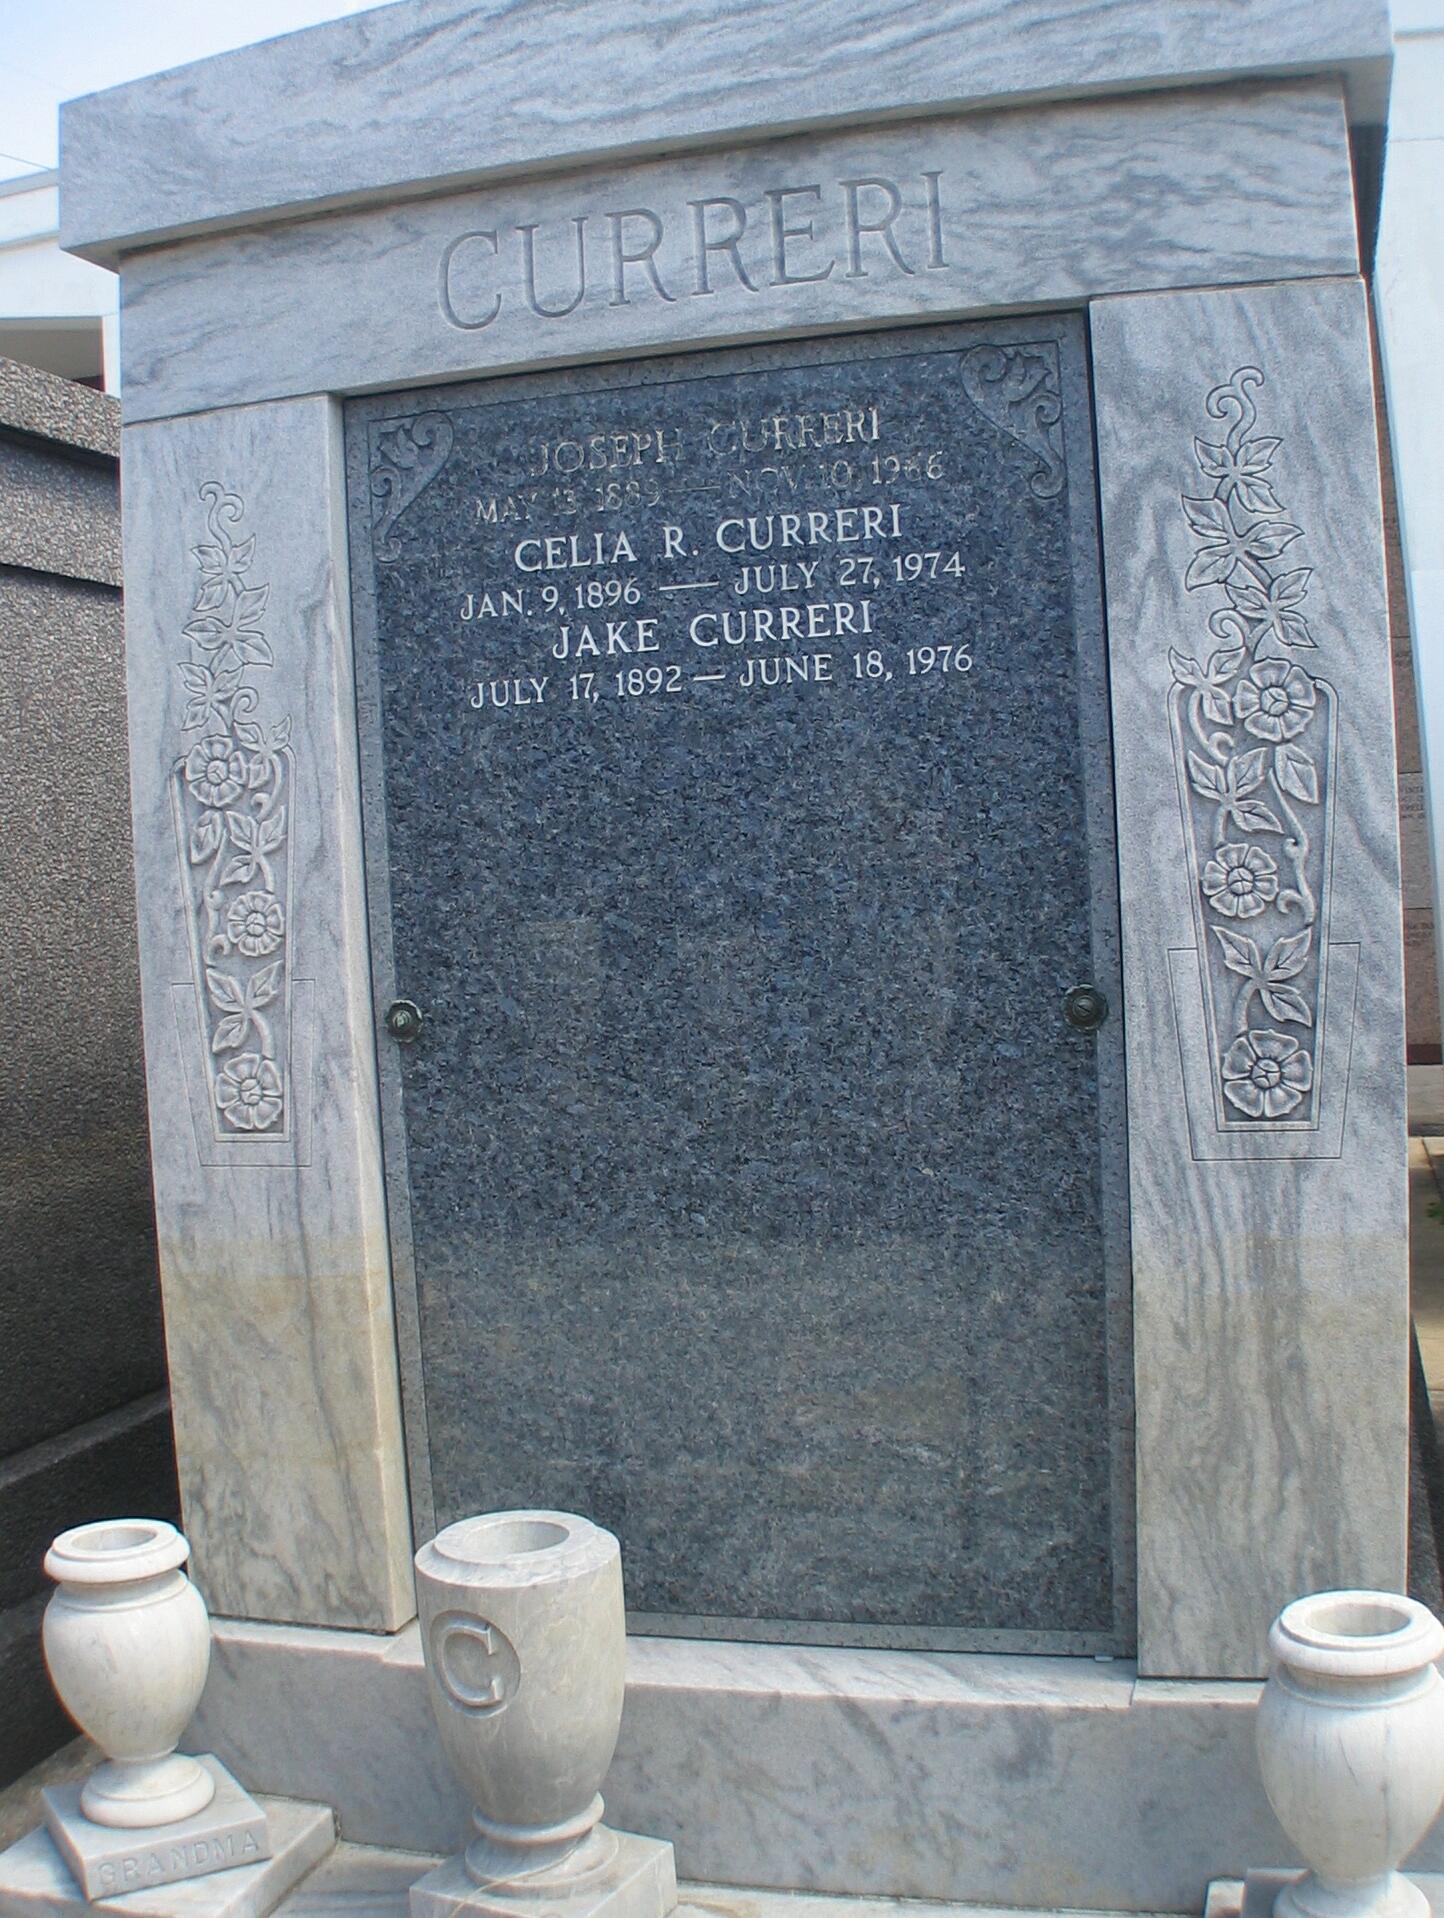 CURRERI
JOSEPH CURRERI
MAY 13, 1889 — NOV. 10, 1966
CELIA R. CURRERI
JAN. 9, 1896 — JULY 27, 1974
JAKE CURRERI
JULY 17, 1892 — JUNE 18, 1976
C
GRANDMA